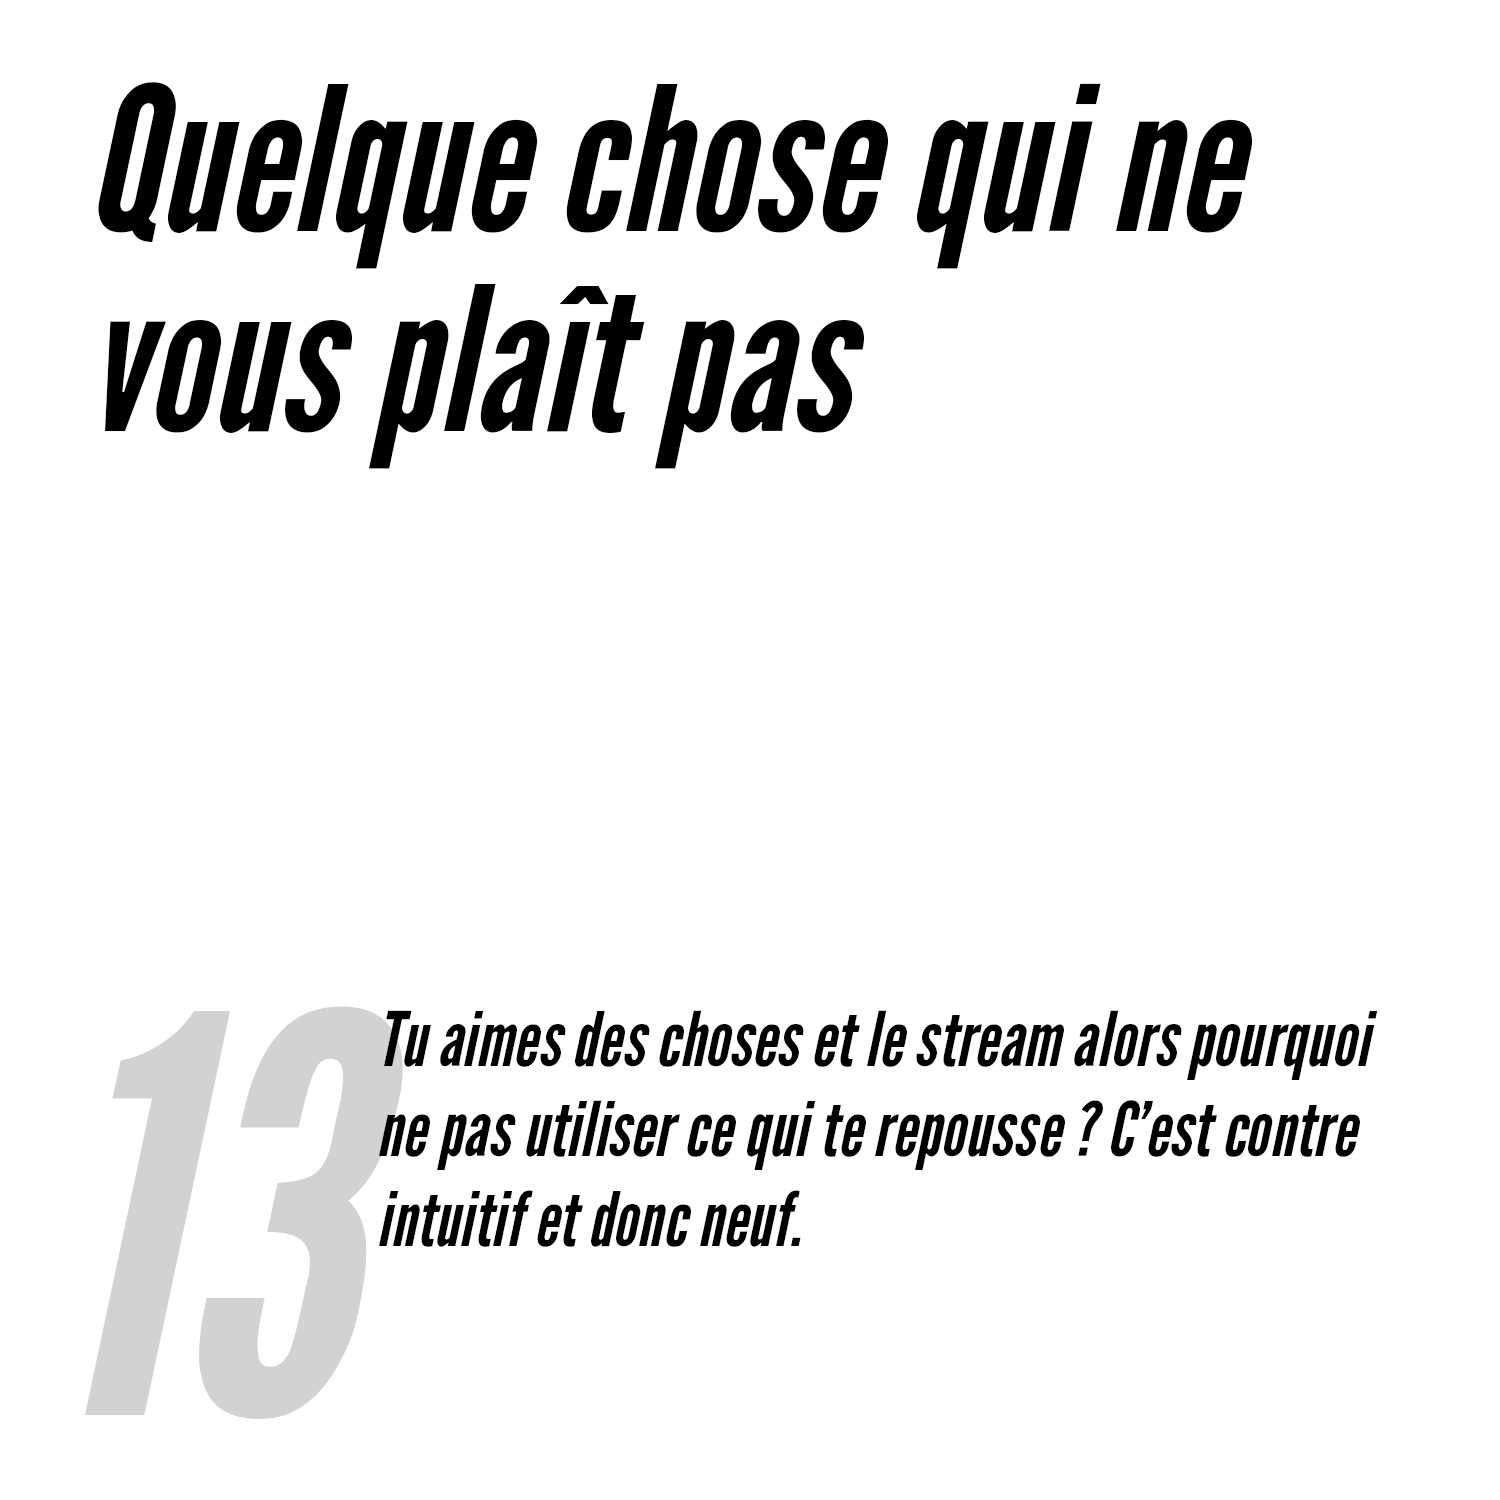 Quelque chose qui ne
vous plaît pas
13
Tu aimes des choses et le stream alors pourquoi
ne pas utiliser ce qui te repousse ? C’est contre
intuitif et donc neuf.